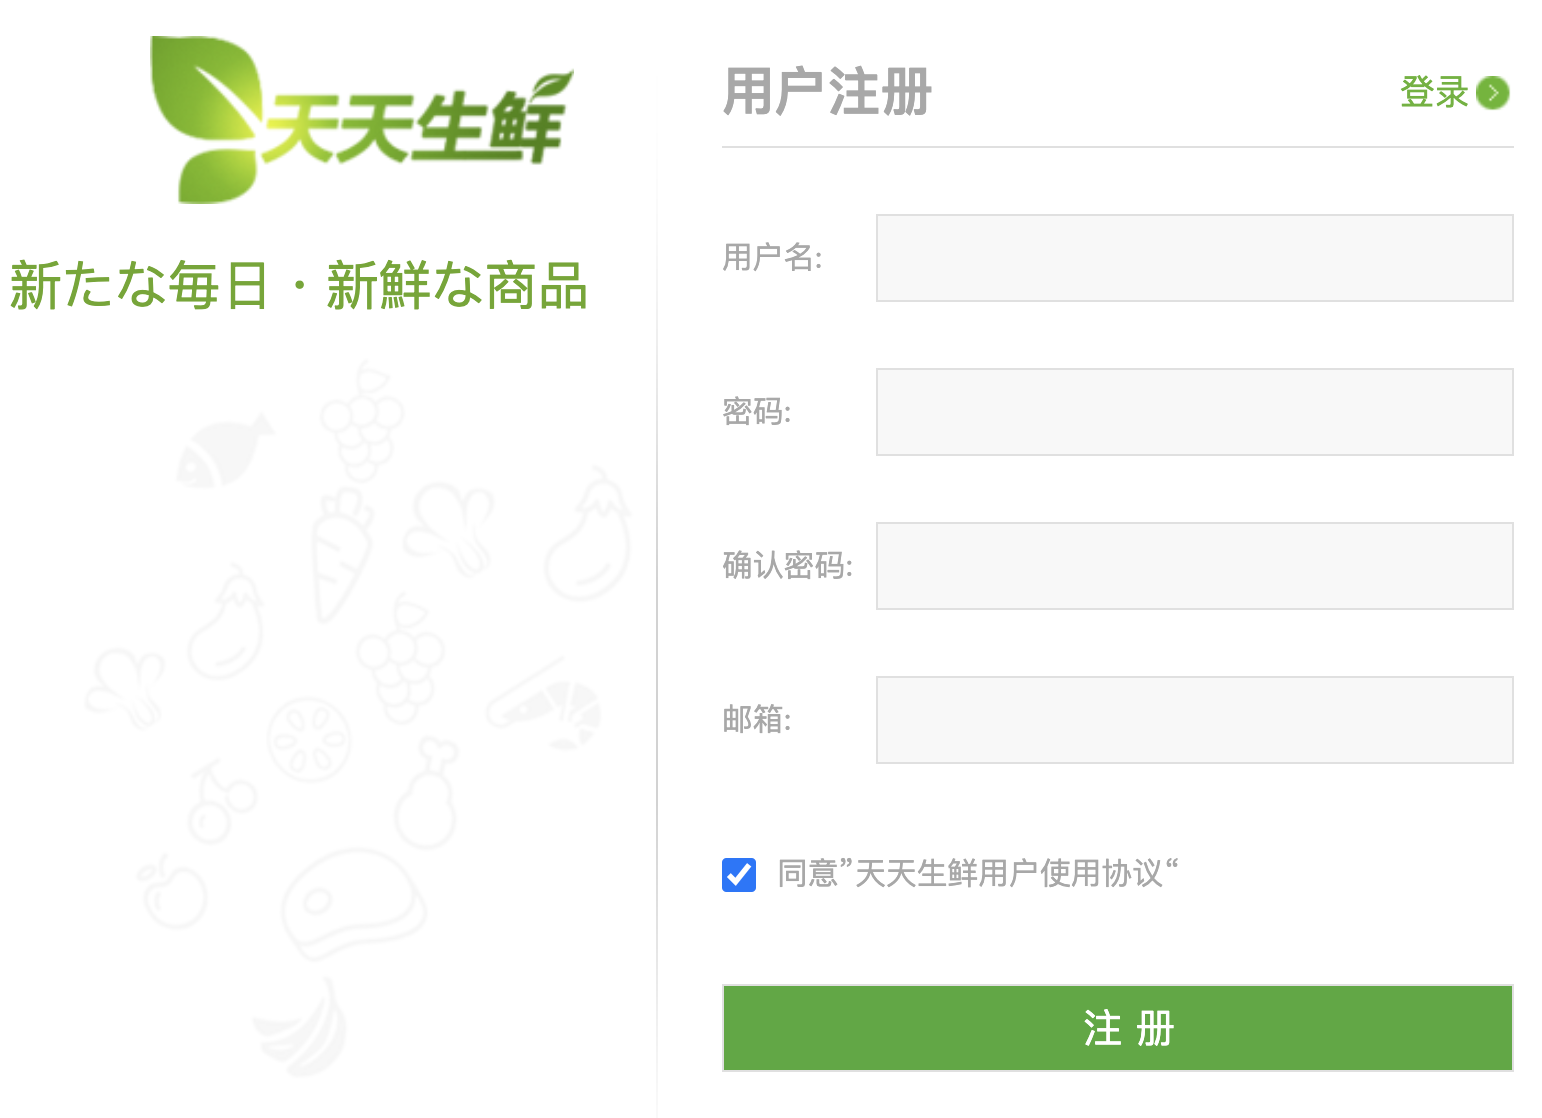 天天生鲜
新たな毎日 · 新鮮な商品
用户注册
登录
用户名:
密码:
确认密码:
邮箱:
同意”天天生鲜用户使用协议“
注 册